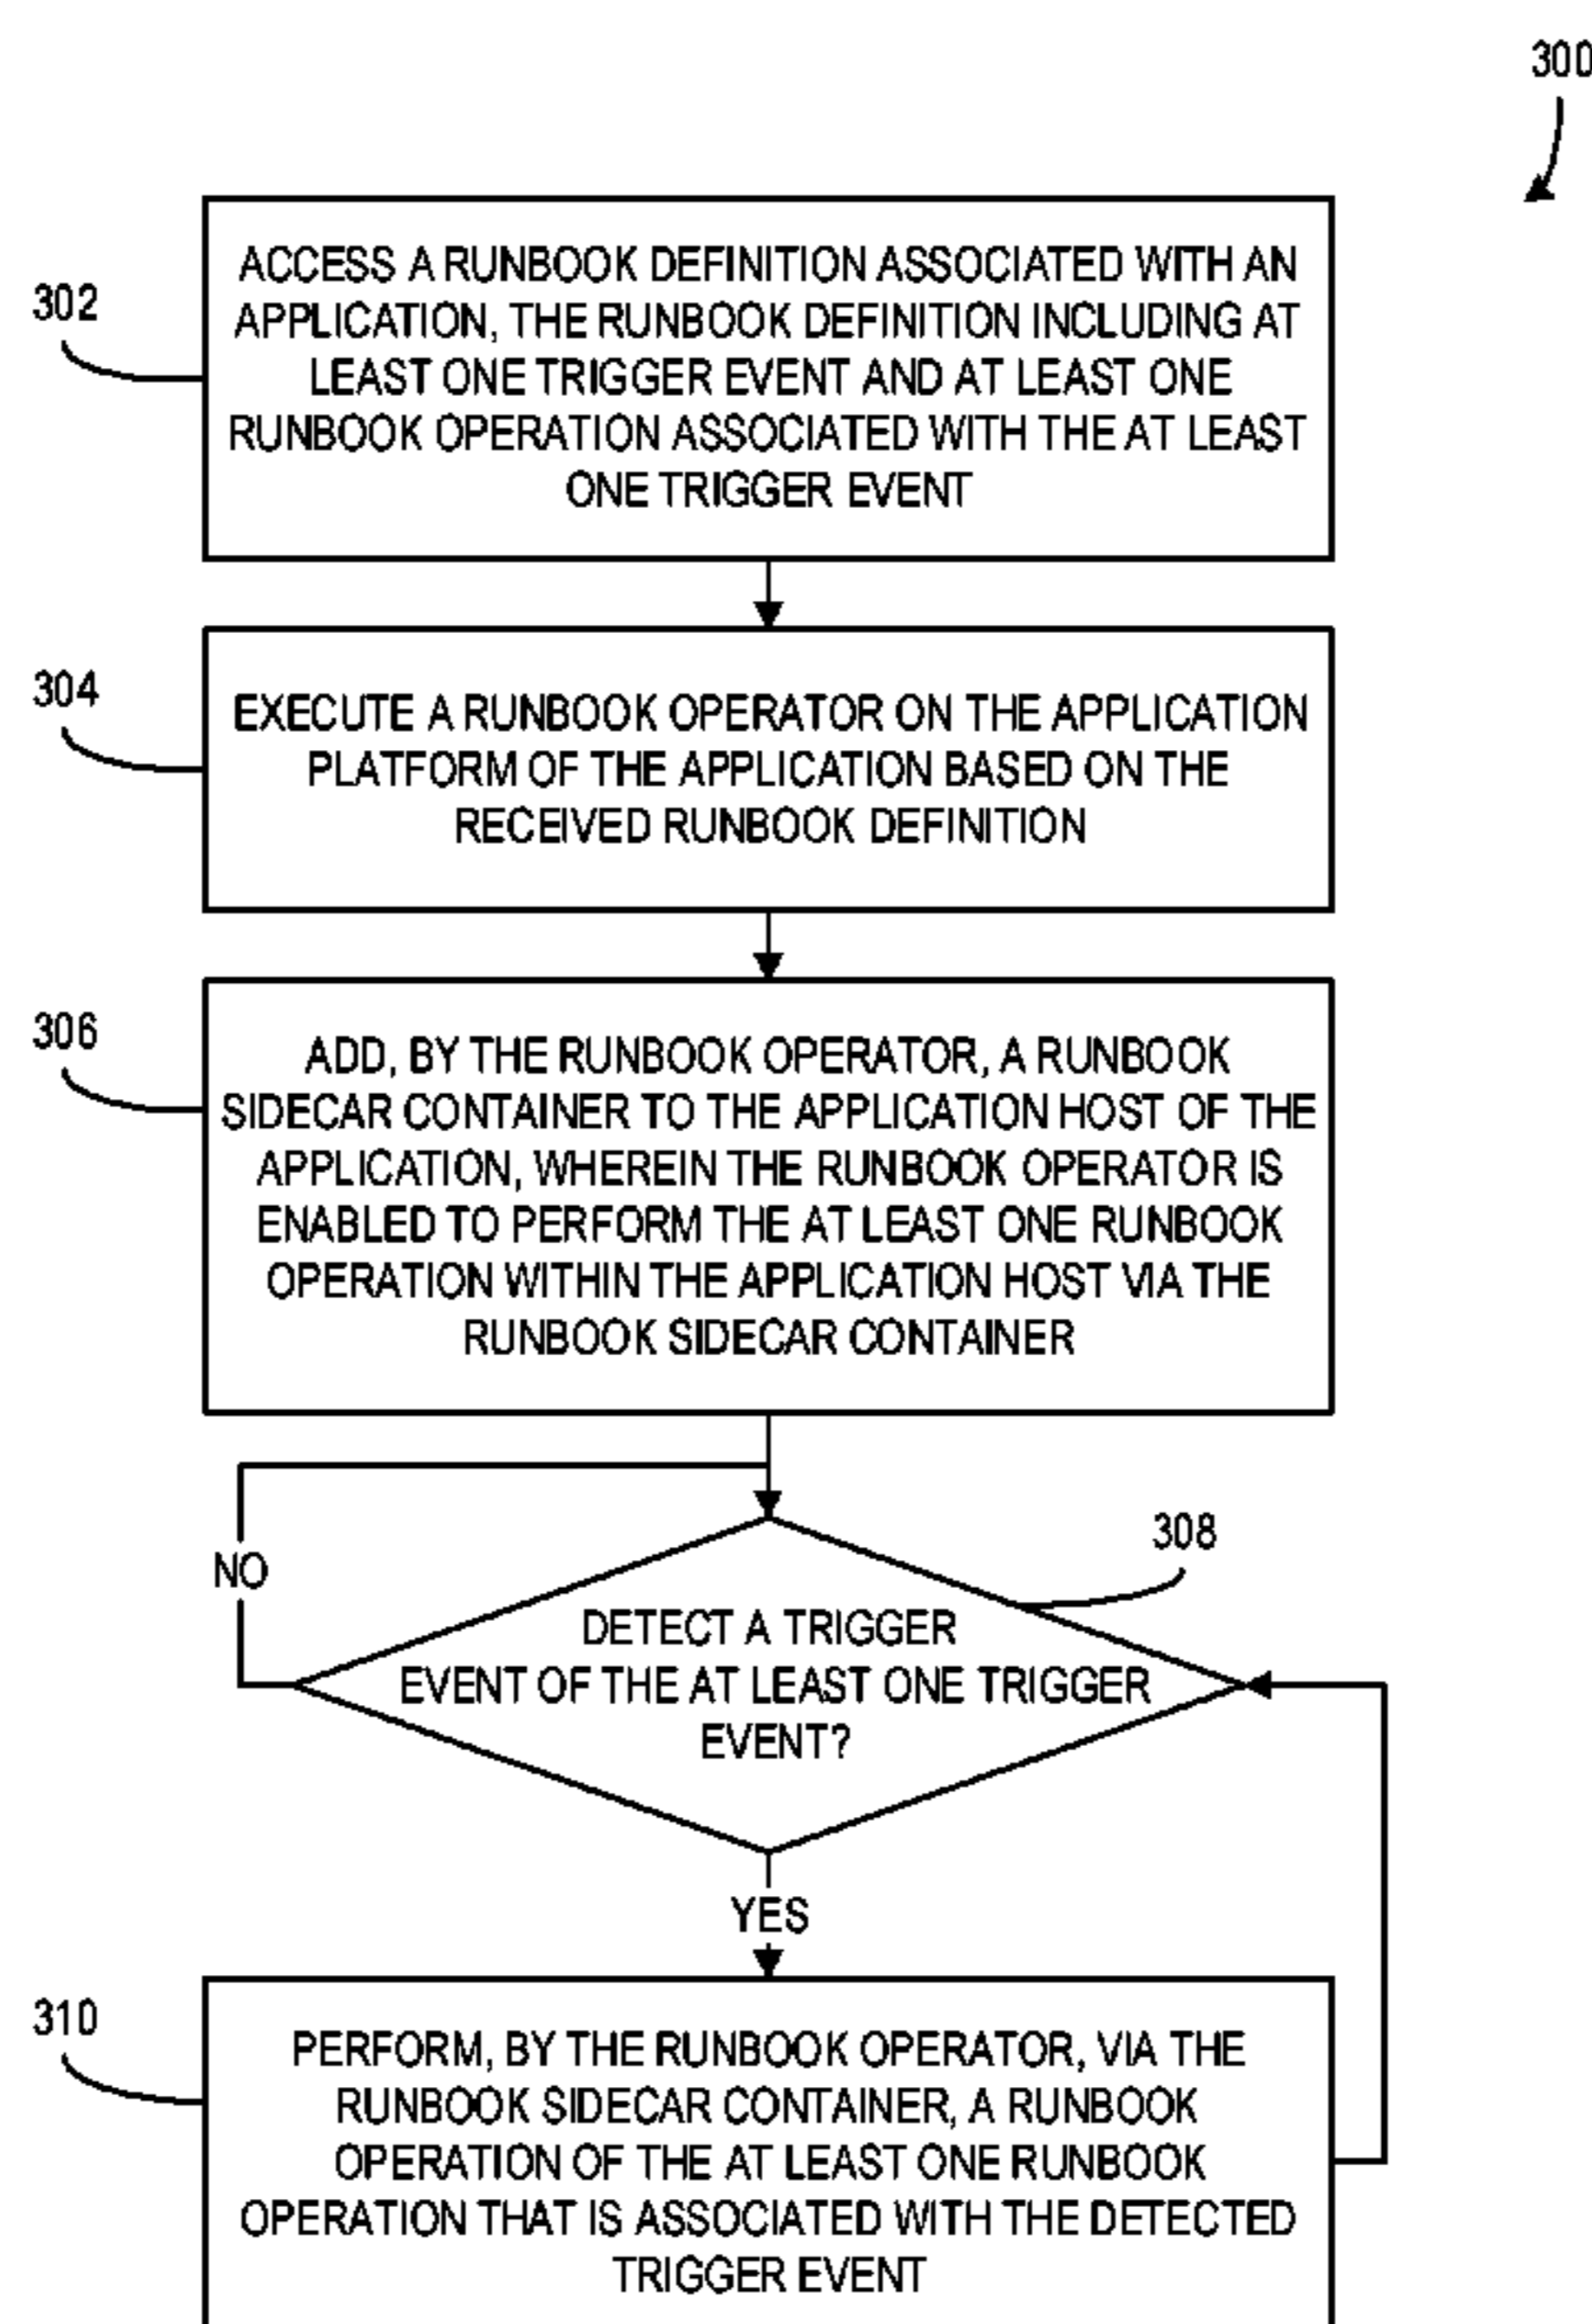 300
302
ACCESS A RUNBOOK DEFINITION ASSOCIATED WITH AN
APPLICATION, THE RUNBOOK DEFINITION INCLUDING AT
LEAST ONE TRIGGER EVENT AND AT LEAST ONE
RUNBOOK OPERATION ASSOCIATED WITH THE AT LEAST
ONE TRIGGER EVENT
304
EXECUTE A RUNBOOK OPERATOR ON THE APPLICATION
PLATFORM OF THE APPLICATION BASED ON THE
RECEIVED RUNBOOK DEFINITION
306
ADD, BY THE RUNBOOK OPERATOR, A RUNBOOK
SIDECAR CONTAINER TO THE APPLICATION HOST OF THE
APPLICATION, WHEREIN THE RUNBOOK OPERATOR IS
ENABLED TO PERFORM THE AT LEAST ONE RUNBOOK
OPERATION WITHIN THE APPLICATION HOST VIA THE
RUNBOOK SIDECAR CONTAINER
308
NO
DETECT A TRIGGER
EVENT OF THE AT LEAST ONE TRIGGER
EVENT?
YES
310
PERFORM, BY THE RUNBOOK OPERATOR, VIA THE
RUNBOOK SIDECAR CONTAINER, A RUNBOOK
OPERATION OF THE AT LEAST ONE RUNBOOK
OPERATION THAT IS ASSOCIATED WITH THE DETECTED
TRIGGER EVENT